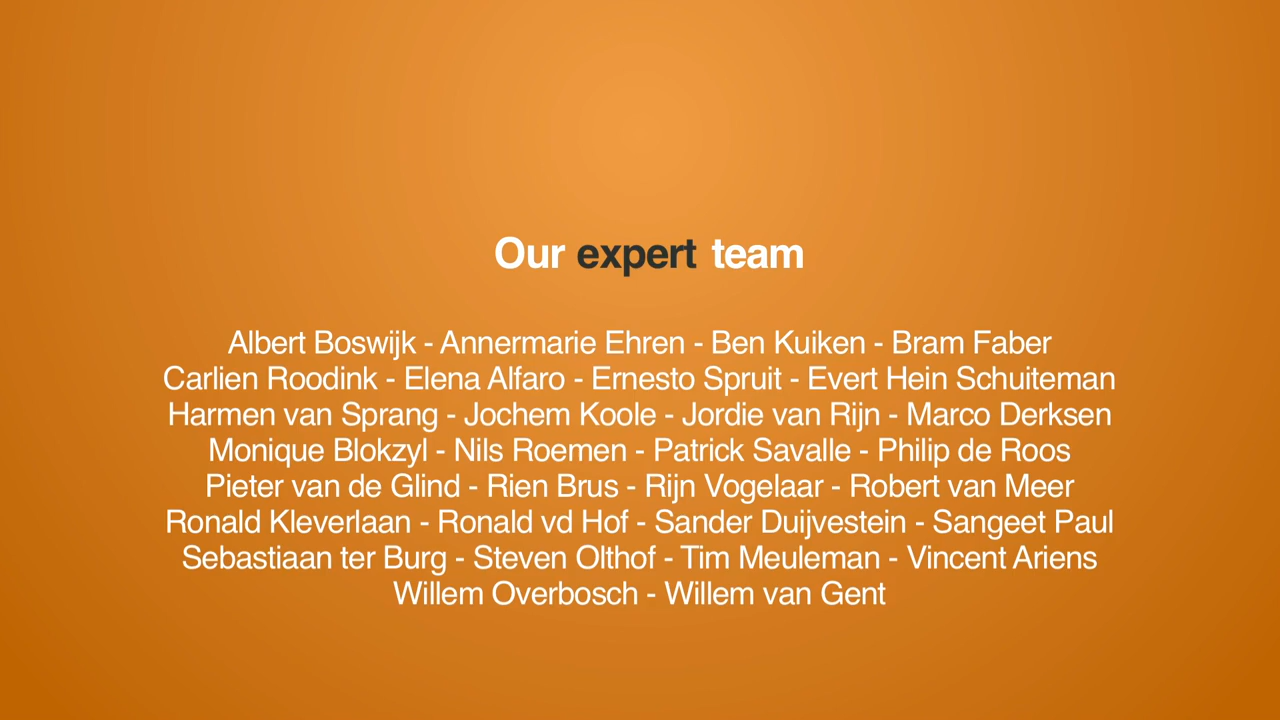 Our expert team
Albert Boswijk - Annermarie Ehren - Ben Kuiken - Bram Faber
Carlien Roodink - Elena Alfaro - Ernesto Spruit - Evert Hein Schuiteman
Harmen van Sprang - Jochem Koole - Jordie van Rijn - Marco Derksen
Monique Blokzyl - Nils Roemen - Patrick Savalle - Philip de Roos
Pieter van de Glind - Rien Brus - Rijn Vogelaar - Robert van Meer
Ronald Kleverlaan - Ronald vd Hof - Sander Duijvestein - Sangeet Paul
Sebastiaan ter Burg - Steven Olthof - Tim Meuleman - Vincent Ariens
Willem Overbosch - Willem van Gent